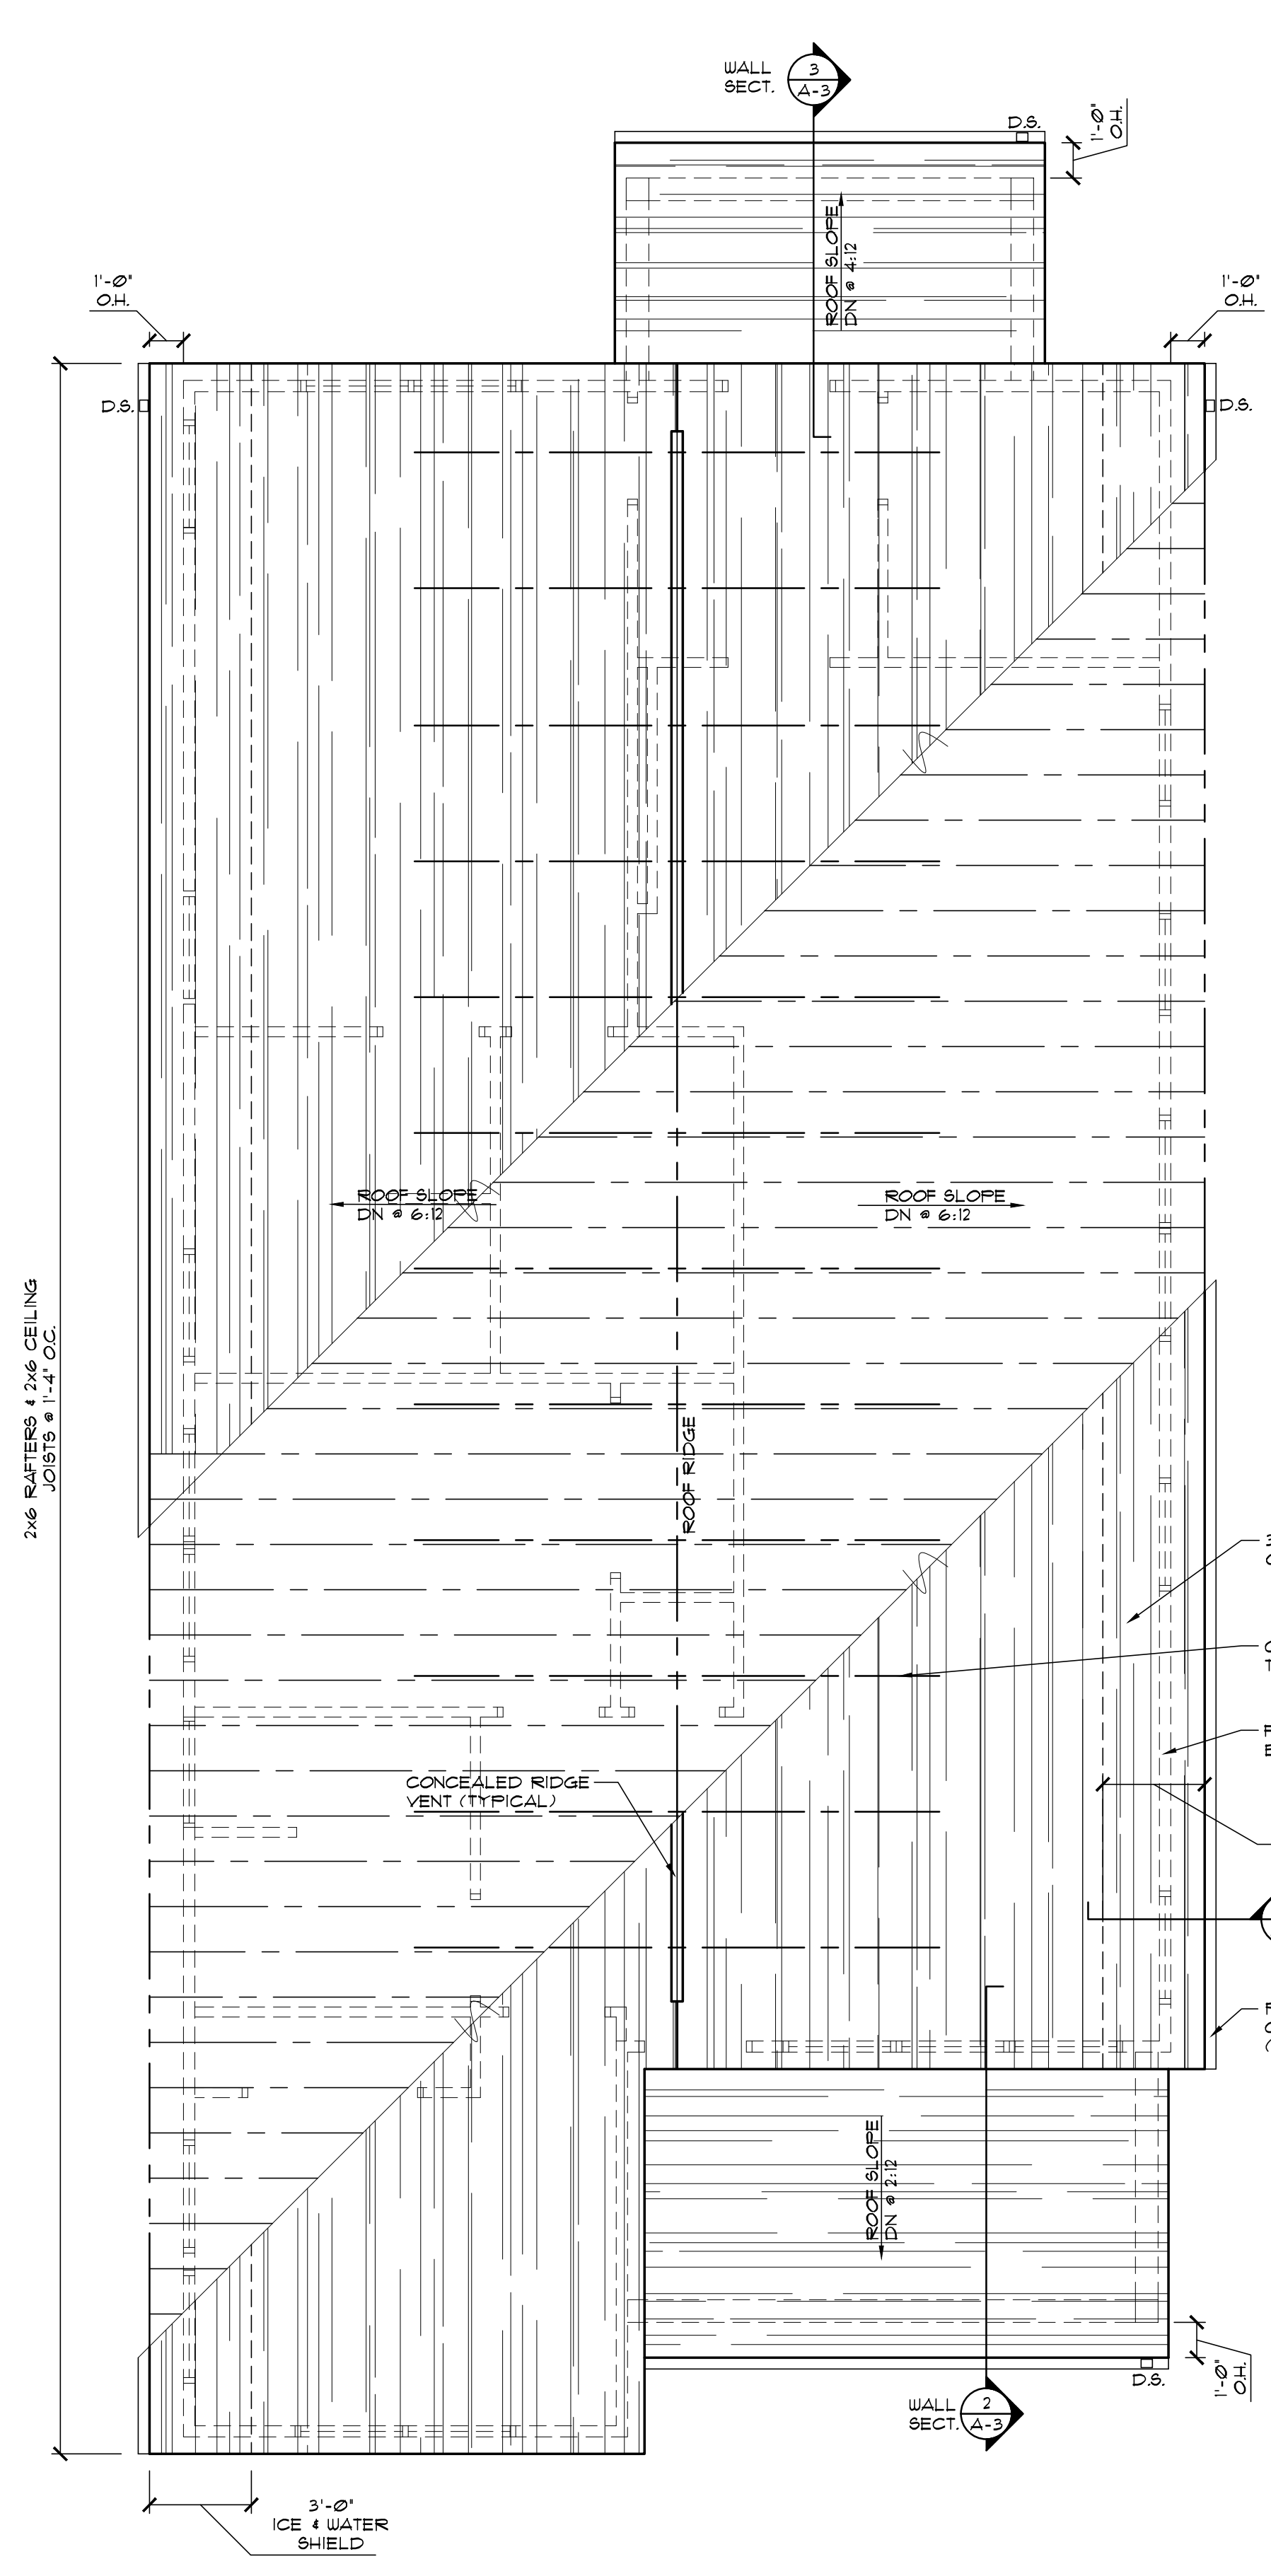 WALL
SECT.
3
A-3
D.S.
1'-0"
O.H.
ROOF SLOPE
DN @ 4:12
1'-0"
O.H.
1'-0"
O.H.
D.S.
D.S.
ROOF SLOPE
DN @ 6:12
ROOF SLOPE
DN @ 6:12
2x6 RAFTERS & 2x6 CEILING
JOISTS @ 1'-4" O.C.
ROOF RIDGE
CONCEALED RIDGE
VENT (TYPICAL)
ROOF SLOPE
DN @ 2:12
D.S.
1'-0"
O.H.
WALL
SECT.
2
A-3
3'-0"
ICE & WATER
SHIELD